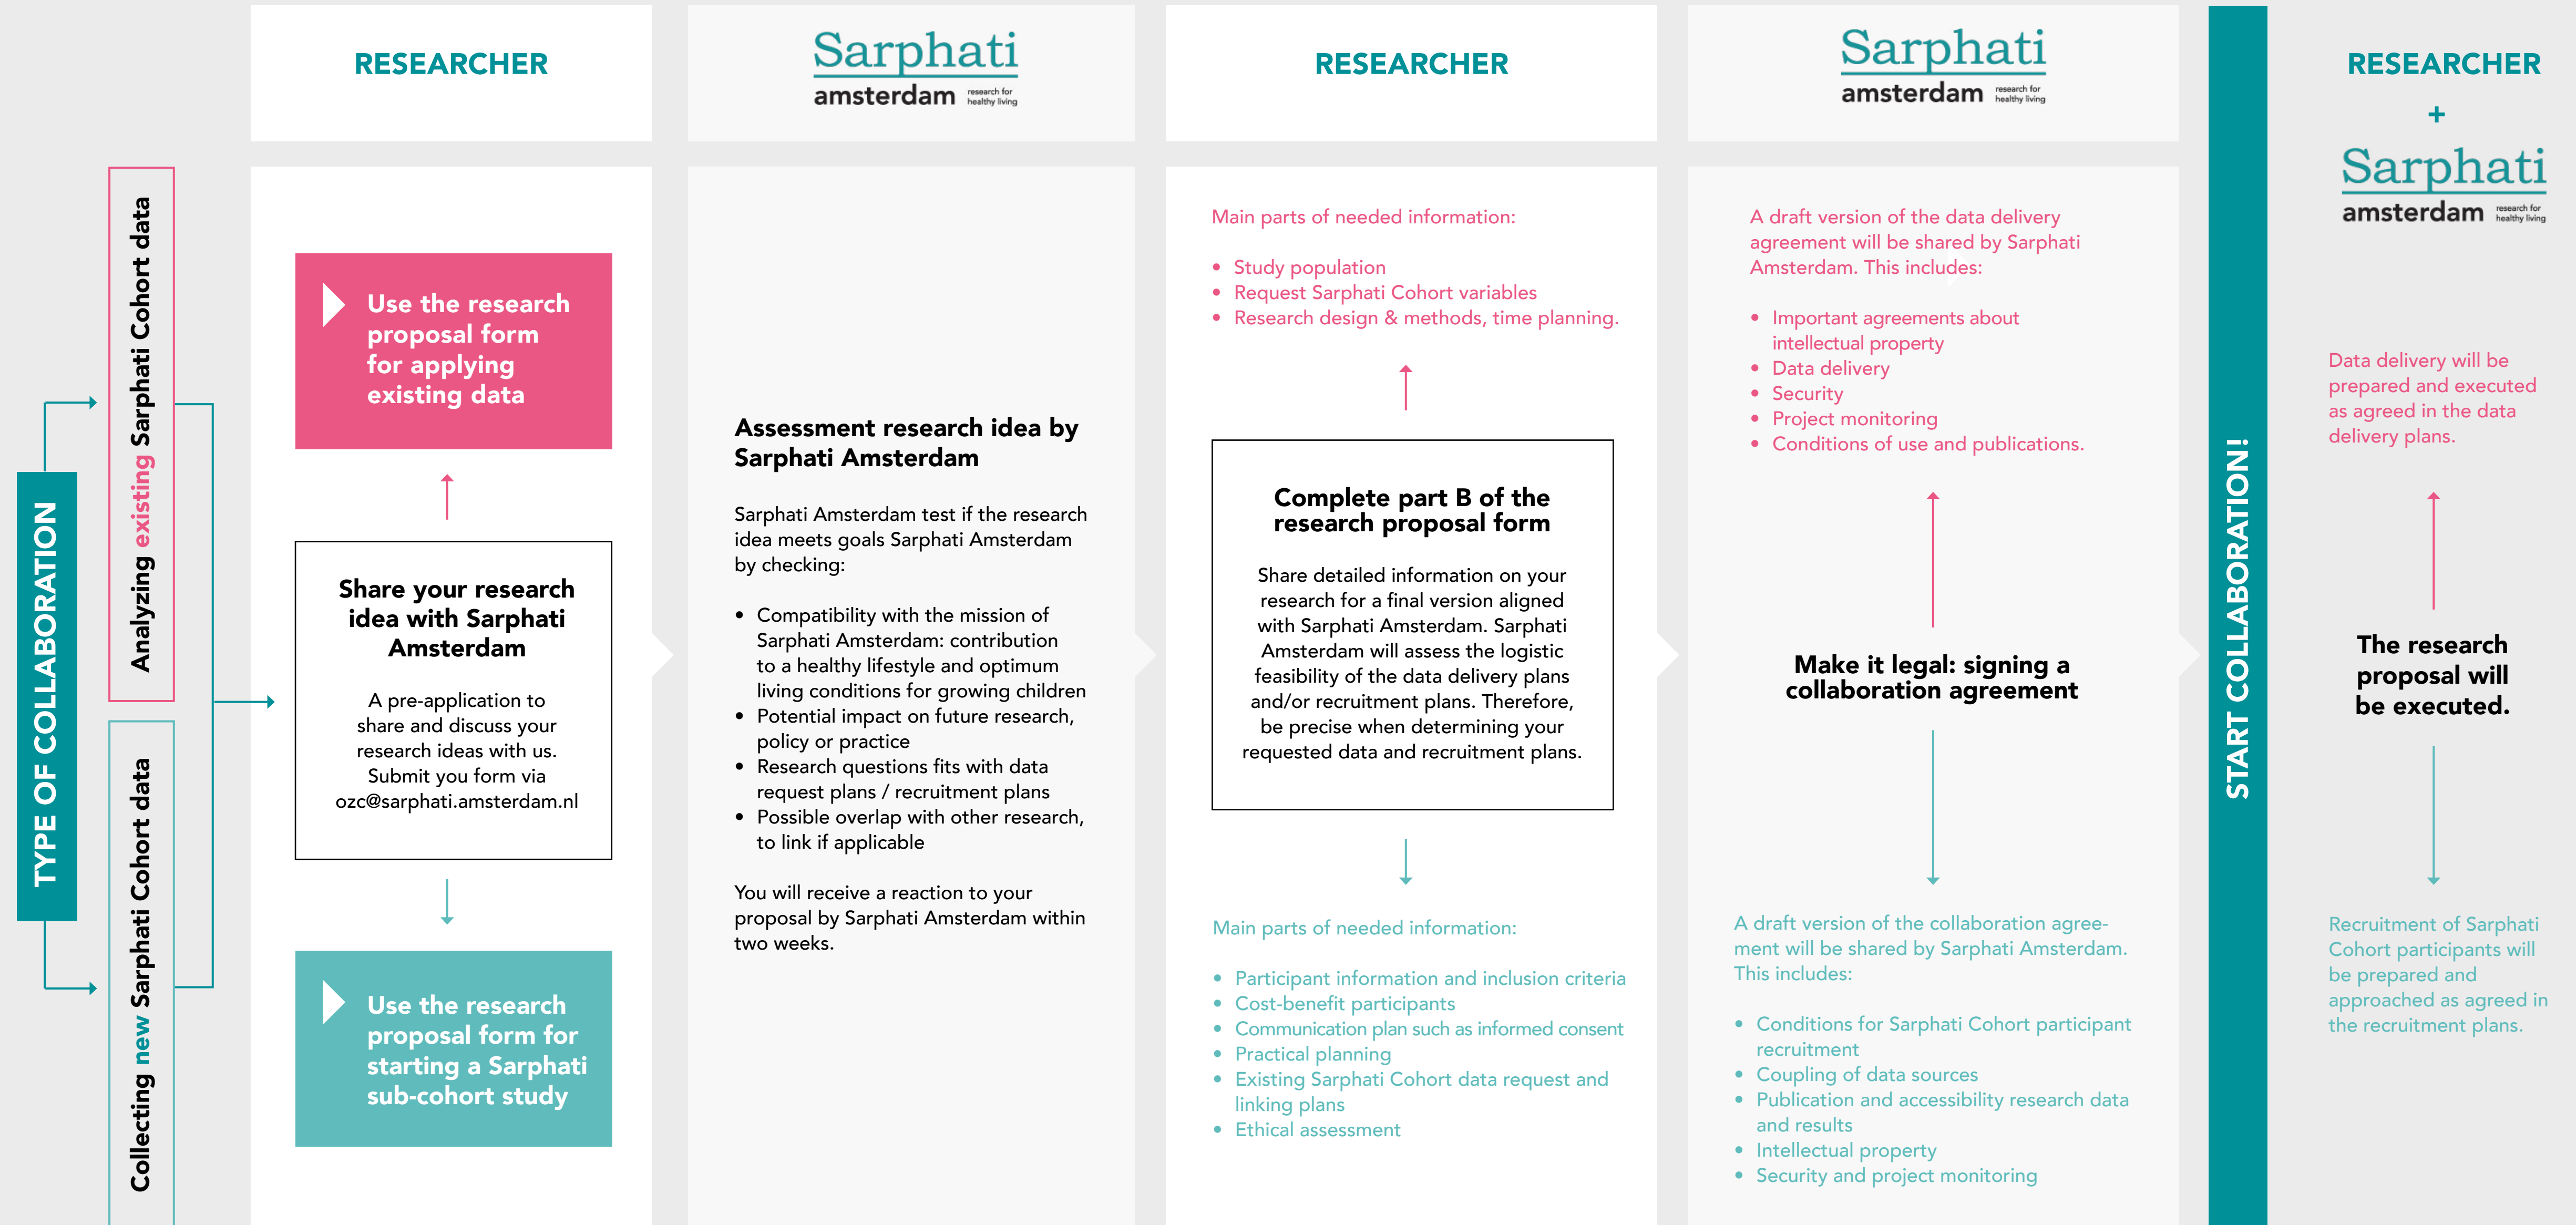 TYPE OF COLLABORATION
Analyzing existing Sarphati Cohort data
Collecting new Sarphati Cohort data
RESEARCHER
Use the research
proposal form
for applying
existing data
Share your research
idea with Sarphati
Amsterdam
A pre-application to
share and discuss your
research ideas with us.
Submit you form via
ozc@sarphati.amsterdam.nl
Use the research
proposal form for
starting a Sarphati
sub-cohort study
Sarphati
amsterdam
research for
healthy living
Assessment research idea by
Sarphati Amsterdam
Sarphati Amsterdam test if the research
idea meets goals Sarphati Amsterdam
by checking:
• Compatibility with the mission of
Sarphati Amsterdam: contribution
to a healthy lifestyle and optimum
living conditions for growing children
• Potential impact on future research,
policy or practice
• Research questions fits with data
request plans / recruitment plans
• Possible overlap with other research,
to link if applicable
You will receive a reaction to your
proposal by Sarphati Amsterdam within
two weeks.
RESEARCHER
Main parts of needed information:
• Study population
• Request Sarphati Cohort variables
• Research design & methods, time planning.
Complete part B of the
research proposal form
Share detailed information on your
research for a final version aligned
with Sarphati Amsterdam. Sarphati
Amsterdam will assess the logistic
feasibility of the data delivery plans
and/or recruitment plans. Therefore,
be precise when determining your
requested data and recruitment plans.
Main parts of needed information:
• Participant information and inclusion criteria
• Cost-benefit participants
• Communication plan such as informed consent
• Practical planning
• Existing Sarphati Cohort data request and
linking plans
• Ethical assessment
Sarphati
amsterdam
research for
healthy living
A draft version of the data delivery
agreement will be shared by Sarphati
Amsterdam. This includes:
• Important agreements about
intellectual property
• Data delivery
• Security
• Project monitoring
• Conditions of use and publications.
Make it legal: signing a
collaboration agreement
A draft version of the collaboration agree-
ment will be shared by Sarphati Amsterdam.
This includes:
• Conditions for Sarphati Cohort participant
recruitment
• Coupling of data sources
• Publication and accessibility research data
and results
• Intellectual property
• Security and project monitoring
START COLLABORATION!
RESEARCHER
+
Sarphati
amsterdam
research for
healthy living
Data delivery will be
prepared and executed
as agreed in the data
delivery plans.
The research
proposal will
be executed.
Recruitment of Sarphati
Cohort participants will
be prepared and
approached as agreed in
the recruitment plans.